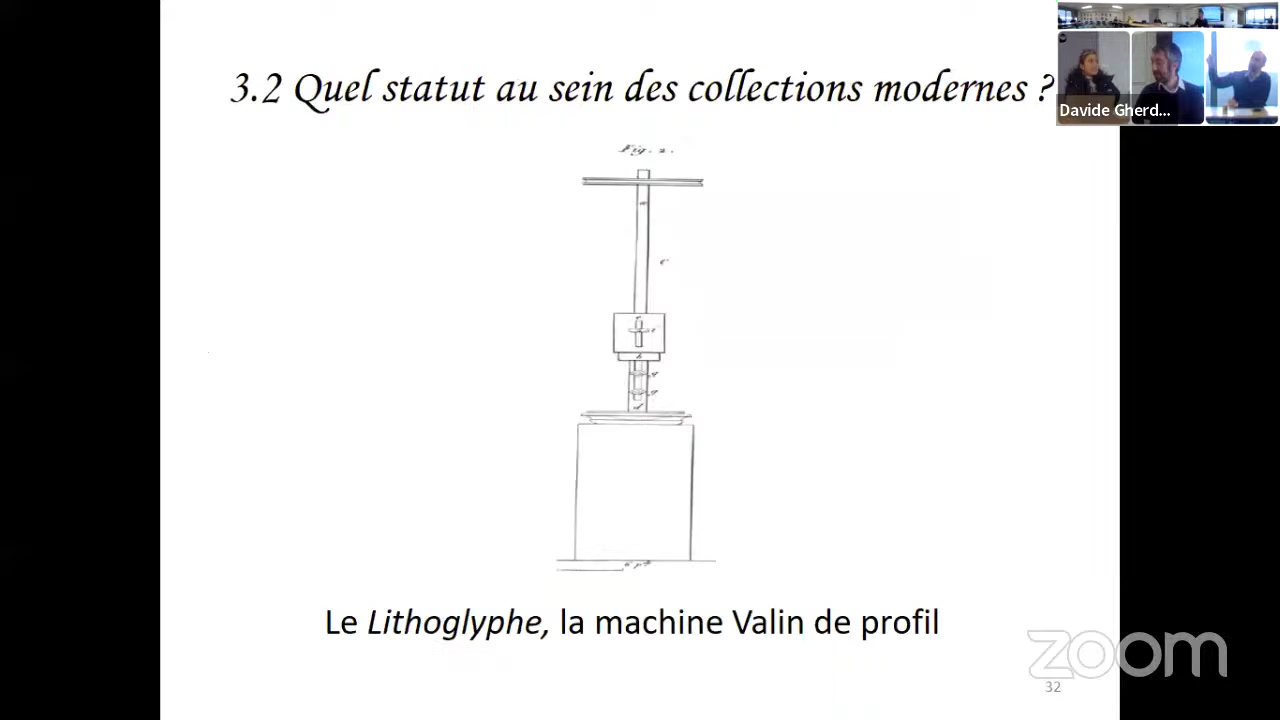 3.2 Quel statut au sein des collections modernes ?
Davide Gherd...
Fig. 2.
Le Lithoglyphe, la machine Valin de profil
zoom
32